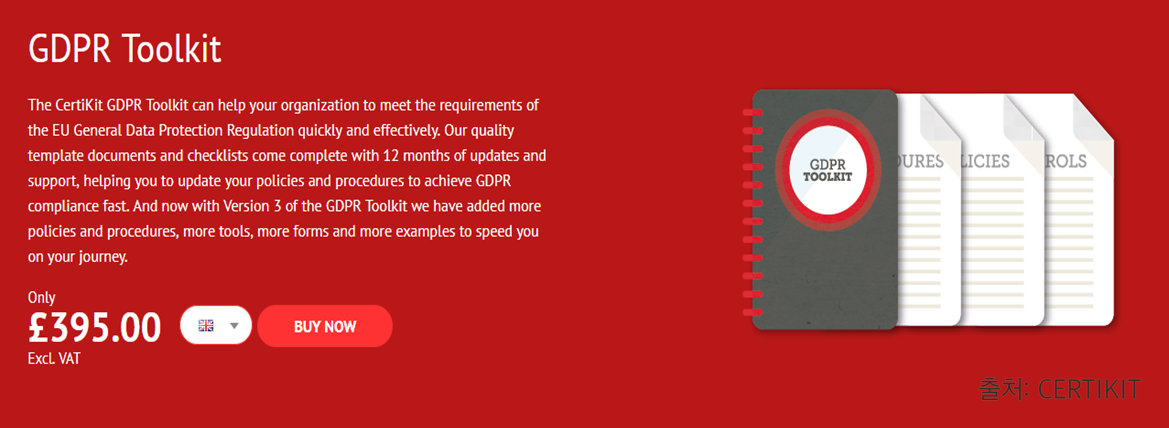 GDPR Toolkit
The CertiKit GDPR Toolkit can help your organization to meet the requirements of
the EU General Data Protection Regulation quickly and effectively. Our quality
template documents and checklists come complete with 12 months of updates and
support, helping you to update your policies and procedures to achieve GDPR
compliance fast. And now with Version 3 of the GDPR Toolkit we have added more
policies and procedures, more tools, more forms and more examples to speed you
on your journey.
Only
£395.00
BUY NOW
Excl. VAT
GDPR
TOOLKIT
DURES
LICIES
ROLS
출처: CERTIKIT